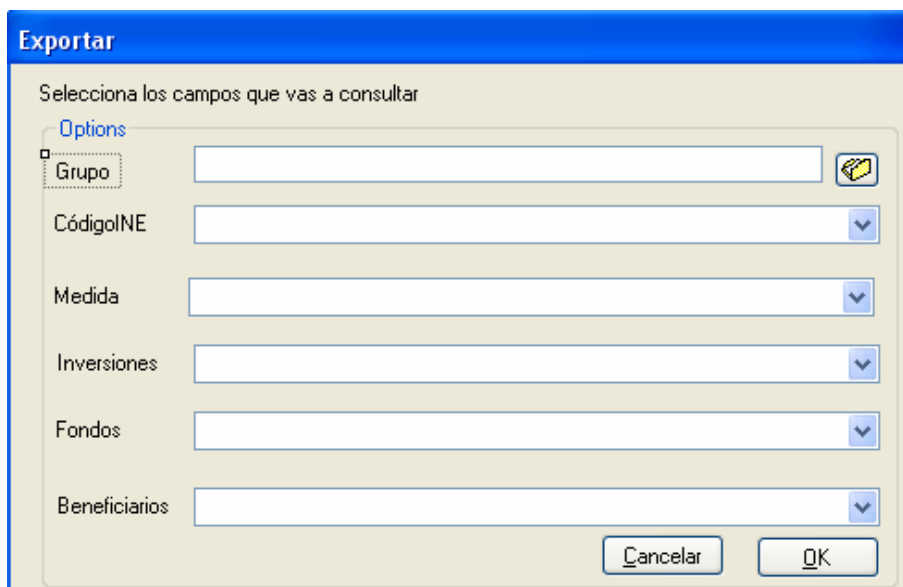 Exportar
Selecciona los campos que vas a consultar
Options
Grupo
CódigoINE
Medida
Inversiones
Fondos
Beneficiarios
Cancelar OK